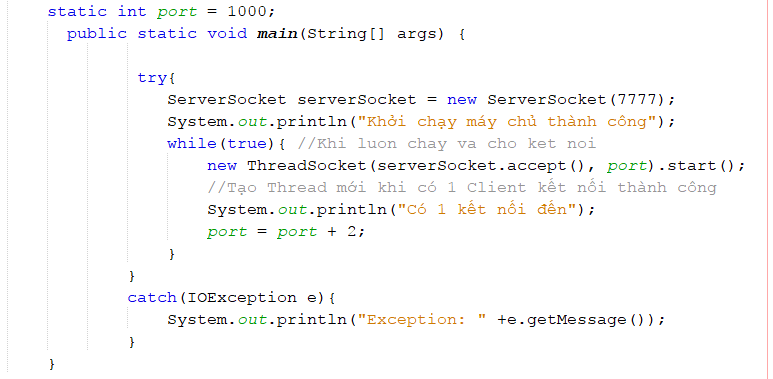 static int port = 1000;
public static void main(String[] args) {
try{
ServerSocket serverSocket = new ServerSocket(7777);
System.out.println("Khởi chạy máy chủ thành công");
while(true){ //Khi luon chay va cho ket noi
new ThreadSocket(serverSocket.accept(), port).start();
//Tạo Thread mới khi có 1 Client kết nối thành công
System.out.println("Có 1 kết nối đến");
port = port + 2;
}
}
catch(IOException e){
System.out.println("Exception: " +e.getMessage());
}
}